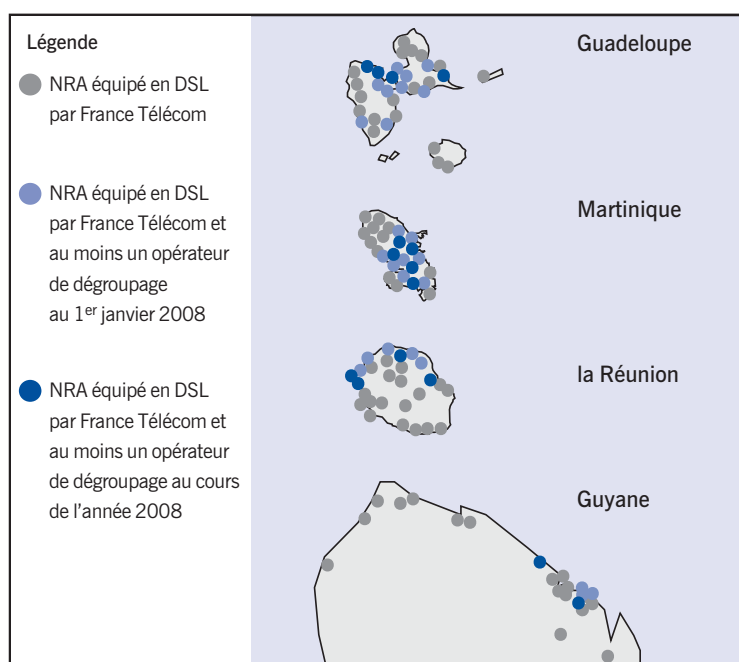 Légende
NRA équipé en DSL
par France Télécom
NRA équipé en DSL
par France Télécom et
au moins un opérateur
de dégroupage
au 1er janvier 2008
NRA équipé en DSL
par France Télécom et
au moins un opérateur
de dégroupage au cours
de l'année 2008
Guadeloupe
Martinique
la Réunion
Guyane